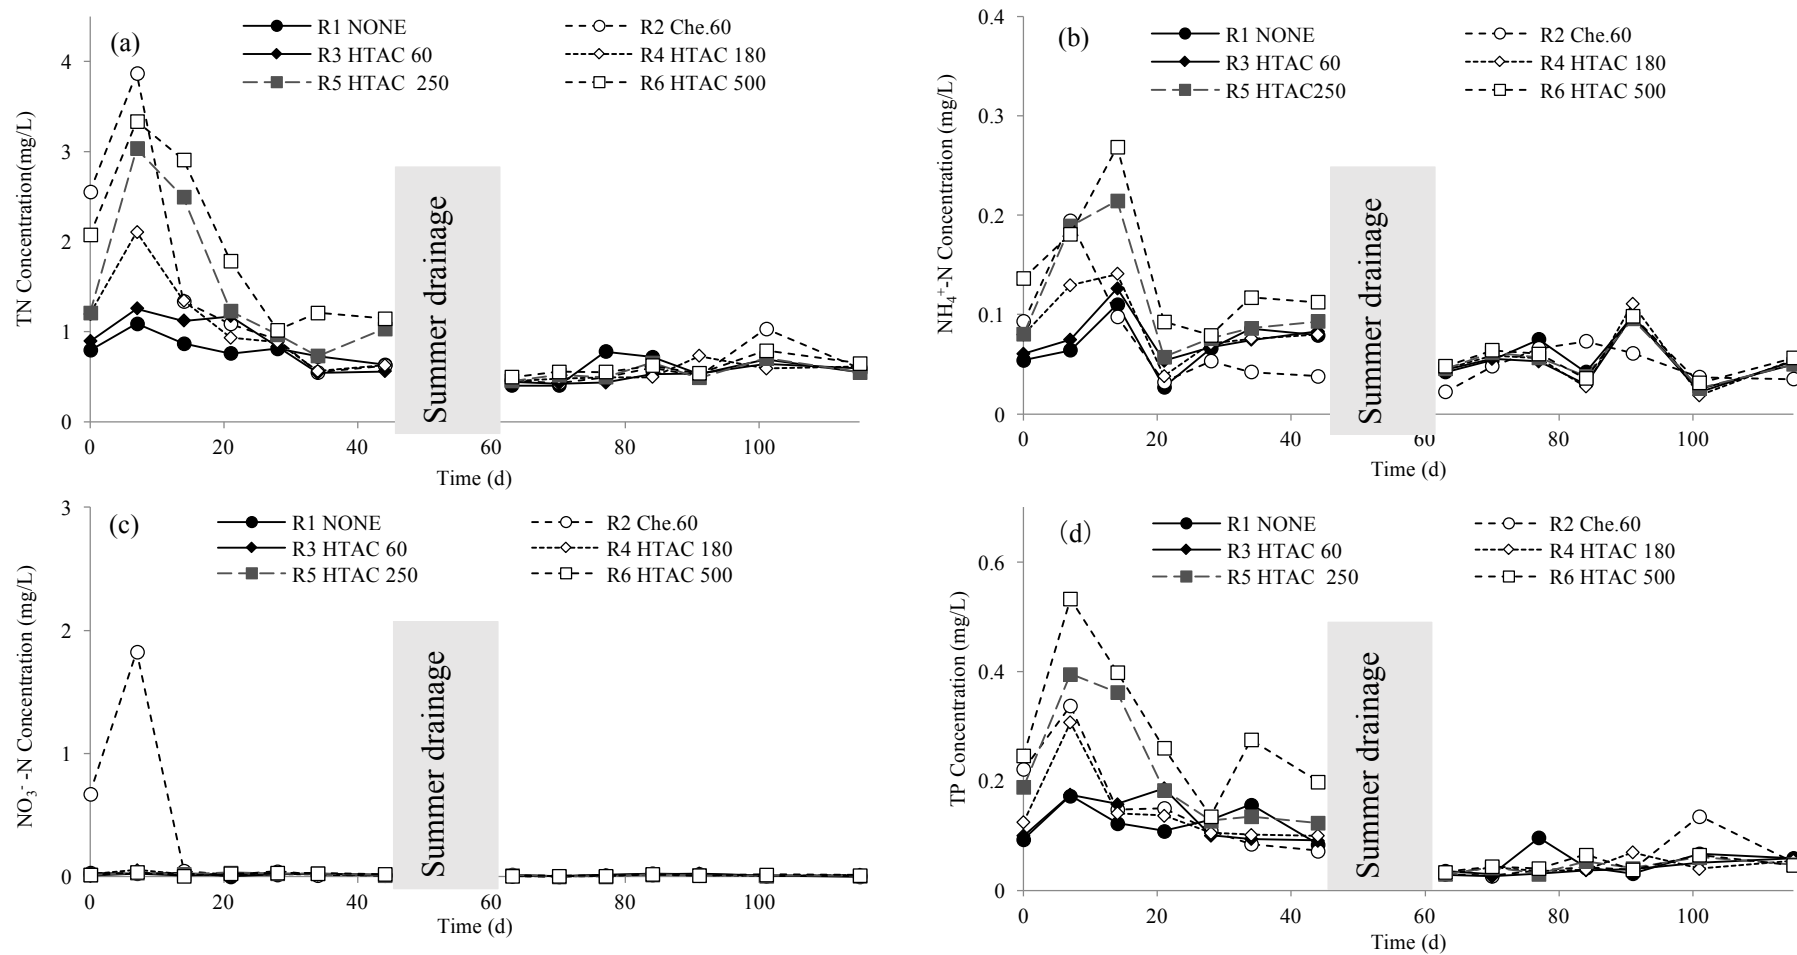 (a)
R1 NONE
R2 Che.60
R3 HTAC 60
R4 HTAC 180
R5 HTAC 250
R6 HTAC 500
4
3
2
1
0
TN Concentration(mg/L)
Summer drainage
0 20 40 60 80 100
Time (d)
(b)
R1 NONE
R2 Che.60
R3 HTAC 60
R4 HTAC 180
R5 HTAC250
R6 HTAC 500
0.4
0.3
0.2
0.1
0
NH₄⁺-N Concentration (mg/L)
Summer drainage
0 20 40 60 80 100
Time (d)
(c)
R1 NONE
R2 Che.60
R3 HTAC 60
R4 HTAC 180
R5 HTAC 250
R6 HTAC 500
3
2
1
0
NO₃⁻-N Concentration (mg/L)
Summer drainage
0 20 40 60 80 100
Time (d)
(d)
R1 NONE
R2 Che.60
R3 HTAC 60
R4 HTAC 180
R5 HTAC 250
R6 HTAC 500
0.6
0.4
0.2
0
TP Concentration (mg/L)
Summer drainage
0 20 40 60 80 100
Time (d)